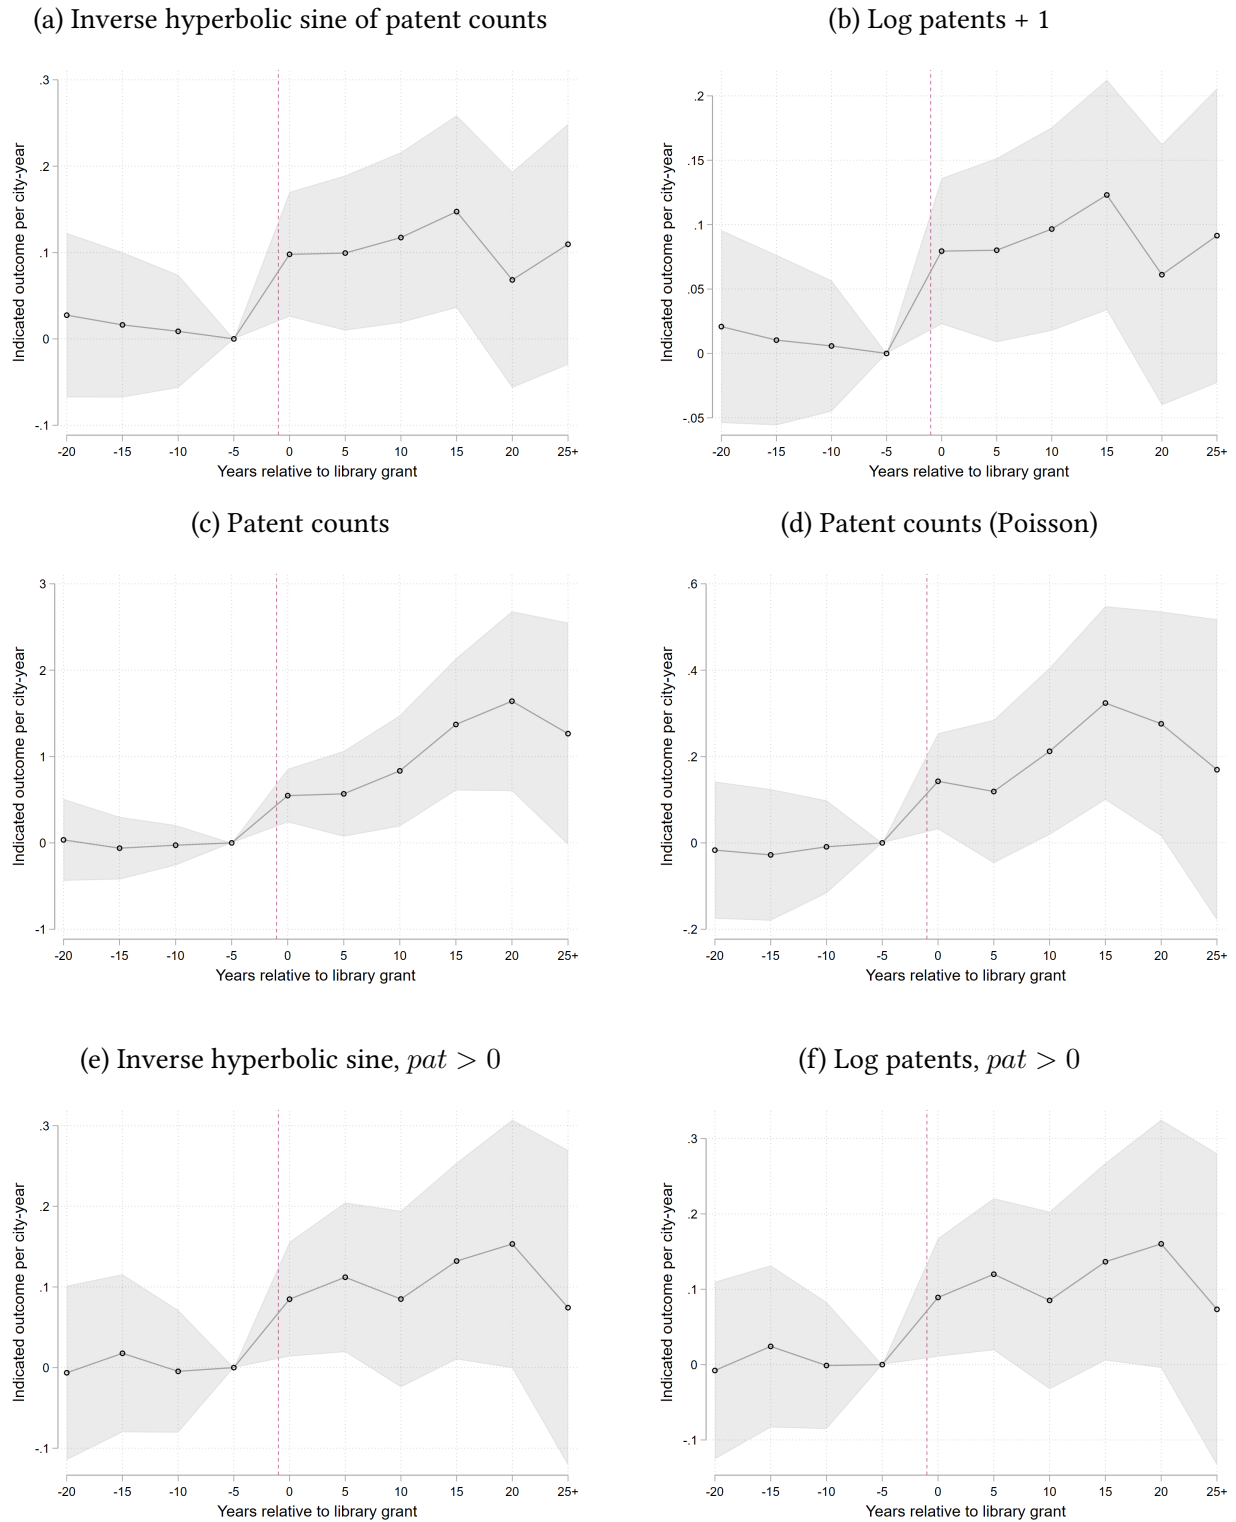 (a) Inverse hyperbolic sine of patent counts
.3
.2
.1
0
-.1
Indicated outcome per city-year
-20 -15 -10 -5 0 5 10 15 20 25+
Years relative to library grant
(b) Log patents + 1
.2
.15
.1
.05
0
-.05
Indicated outcome per city-year
-20 -15 -10 -5 0 5 10 15 20 25+
Years relative to library grant
(c) Patent counts
3
2
1
0
-1
Indicated outcome per city-year
-20 -15 -10 -5 0 5 10 15 20 25+
Years relative to library grant
(d) Patent counts (Poisson)
.6
.4
.2
0
-.2
Indicated outcome per city-year
-20 -15 -10 -5 0 5 10 15 20 25+
Years relative to library grant
(e) Inverse hyperbolic sine, pat > 0
.3
.2
.1
0
-.1
Indicated outcome per city-year
-20 -15 -10 -5 0 5 10 15 20 25+
Years relative to library grant
(f) Log patents, pat > 0
.3
.2
.1
0
-.1
Indicated outcome per city-year
-20 -15 -10 -5 0 5 10 15 20 25+
Years relative to library grant